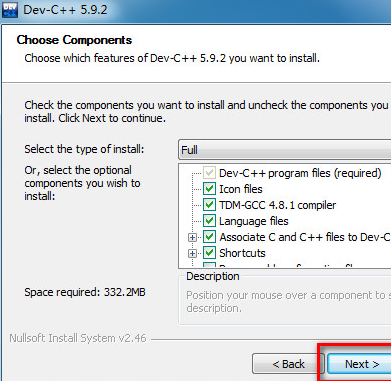 Dev-C++ 5.9.2
Choose Components
Choose which features of Dev-C++ 5.9.2 you want to install.
Check the components you want to install and uncheck the components you
install. Click Next to continue.
Select the type of install:
Full
Or, select the optional
components you wish to
install:
Dev-C++ program files (required)
Icon files
TDM-GCC 4.8.1 compiler
Language files
Associate C and C++ files to Dev-C
Shortcuts
Description
Space required: 332.2MB
Position your mouse over a component to s
description.
Nullsoft Install System v2.46
< Back
Next >